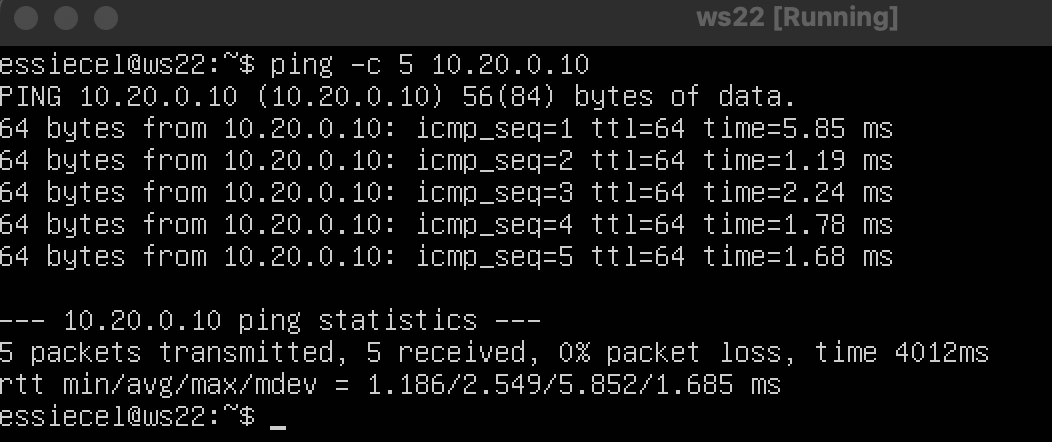 ws22 [Running]
essiecel@ws22:~$ ping -c 5 10.20.0.10
PING 10.20.0.10 (10.20.0.10) 56(84) bytes of data.
64 bytes from 10.20.0.10: icmp_seq=1 ttl=64 time=5.85 ms
64 bytes from 10.20.0.10: icmp_seq=2 ttl=64 time=1.19 ms
64 bytes from 10.20.0.10: icmp_seq=3 ttl=64 time=2.24 ms
64 bytes from 10.20.0.10: icmp_seq=4 ttl=64 time=1.78 ms
64 bytes from 10.20.0.10: icmp_seq=5 ttl=64 time=1.68 ms
--- 10.20.0.10 ping statistics ---
5 packets transmitted, 5 received, 0% packet loss, time 4012ms
rtt min/avg/max/mdev = 1.186/2.549/5.852/1.685 ms
essiecel@ws22:~$ _